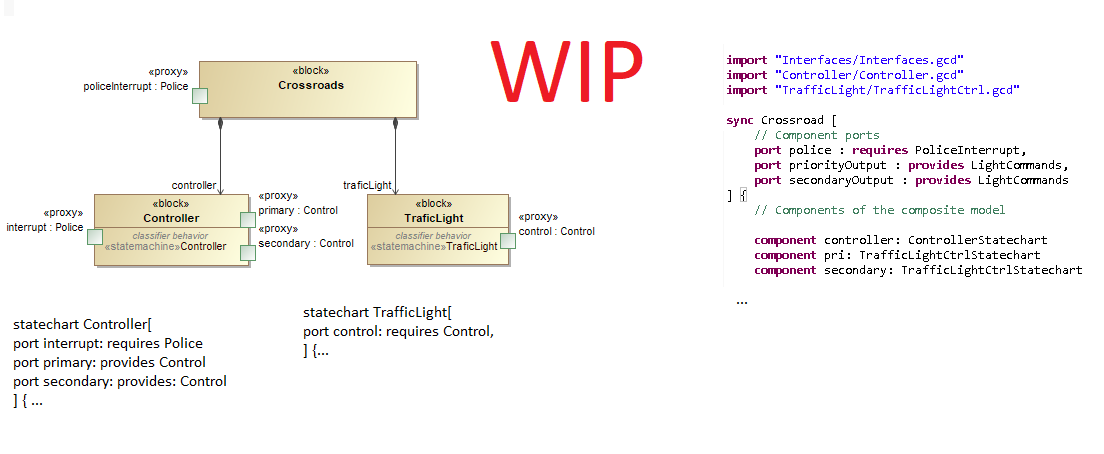 WIP
«proxy»
policeInterrupt : Police
«block»
Crossroads
controller
traficLight
«proxy»
interrupt : Police
«block»
Controller
classifier behavior
«statemachine»Controller
«proxy»
primary : Control
«proxy»
secondary : Control
«block»
TraficLight
classifier behavior
«statemachine»TraficLight
«proxy»
control : Control
statechart Controller[
port interrupt: requires Police
port primary: provides Control
port secondary: provides: Control
] { ...
statechart TrafficLight[
port control: requires Control,
] {...
import "Interfaces/Interfaces.gcd"
import "Controller/Controller.gcd"
import "TrafficLight/TrafficLightCtrl.gcd"
sync Crossroad [
// Component ports
port police : requires PoliceInterrupt,
port priorityOutput : provides LightCommands,
port secondaryOutput : provides LightCommands
] {
// Components of the composite model
component controller: ControllerStatechart
component pri: TrafficLightCtrlStatechart
component secondary: TrafficLightCtrlStatechart
...